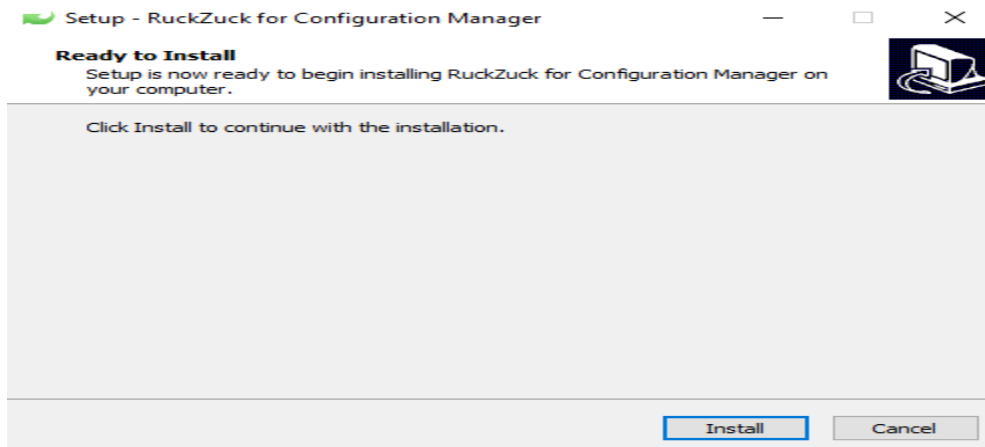 Setup - RuckZuck for Configuration Manager
Ready to Install
Setup is now ready to begin installing RuckZuck for Configuration Manager on
your computer.
Click Install to continue with the installation.
Install
Cancel